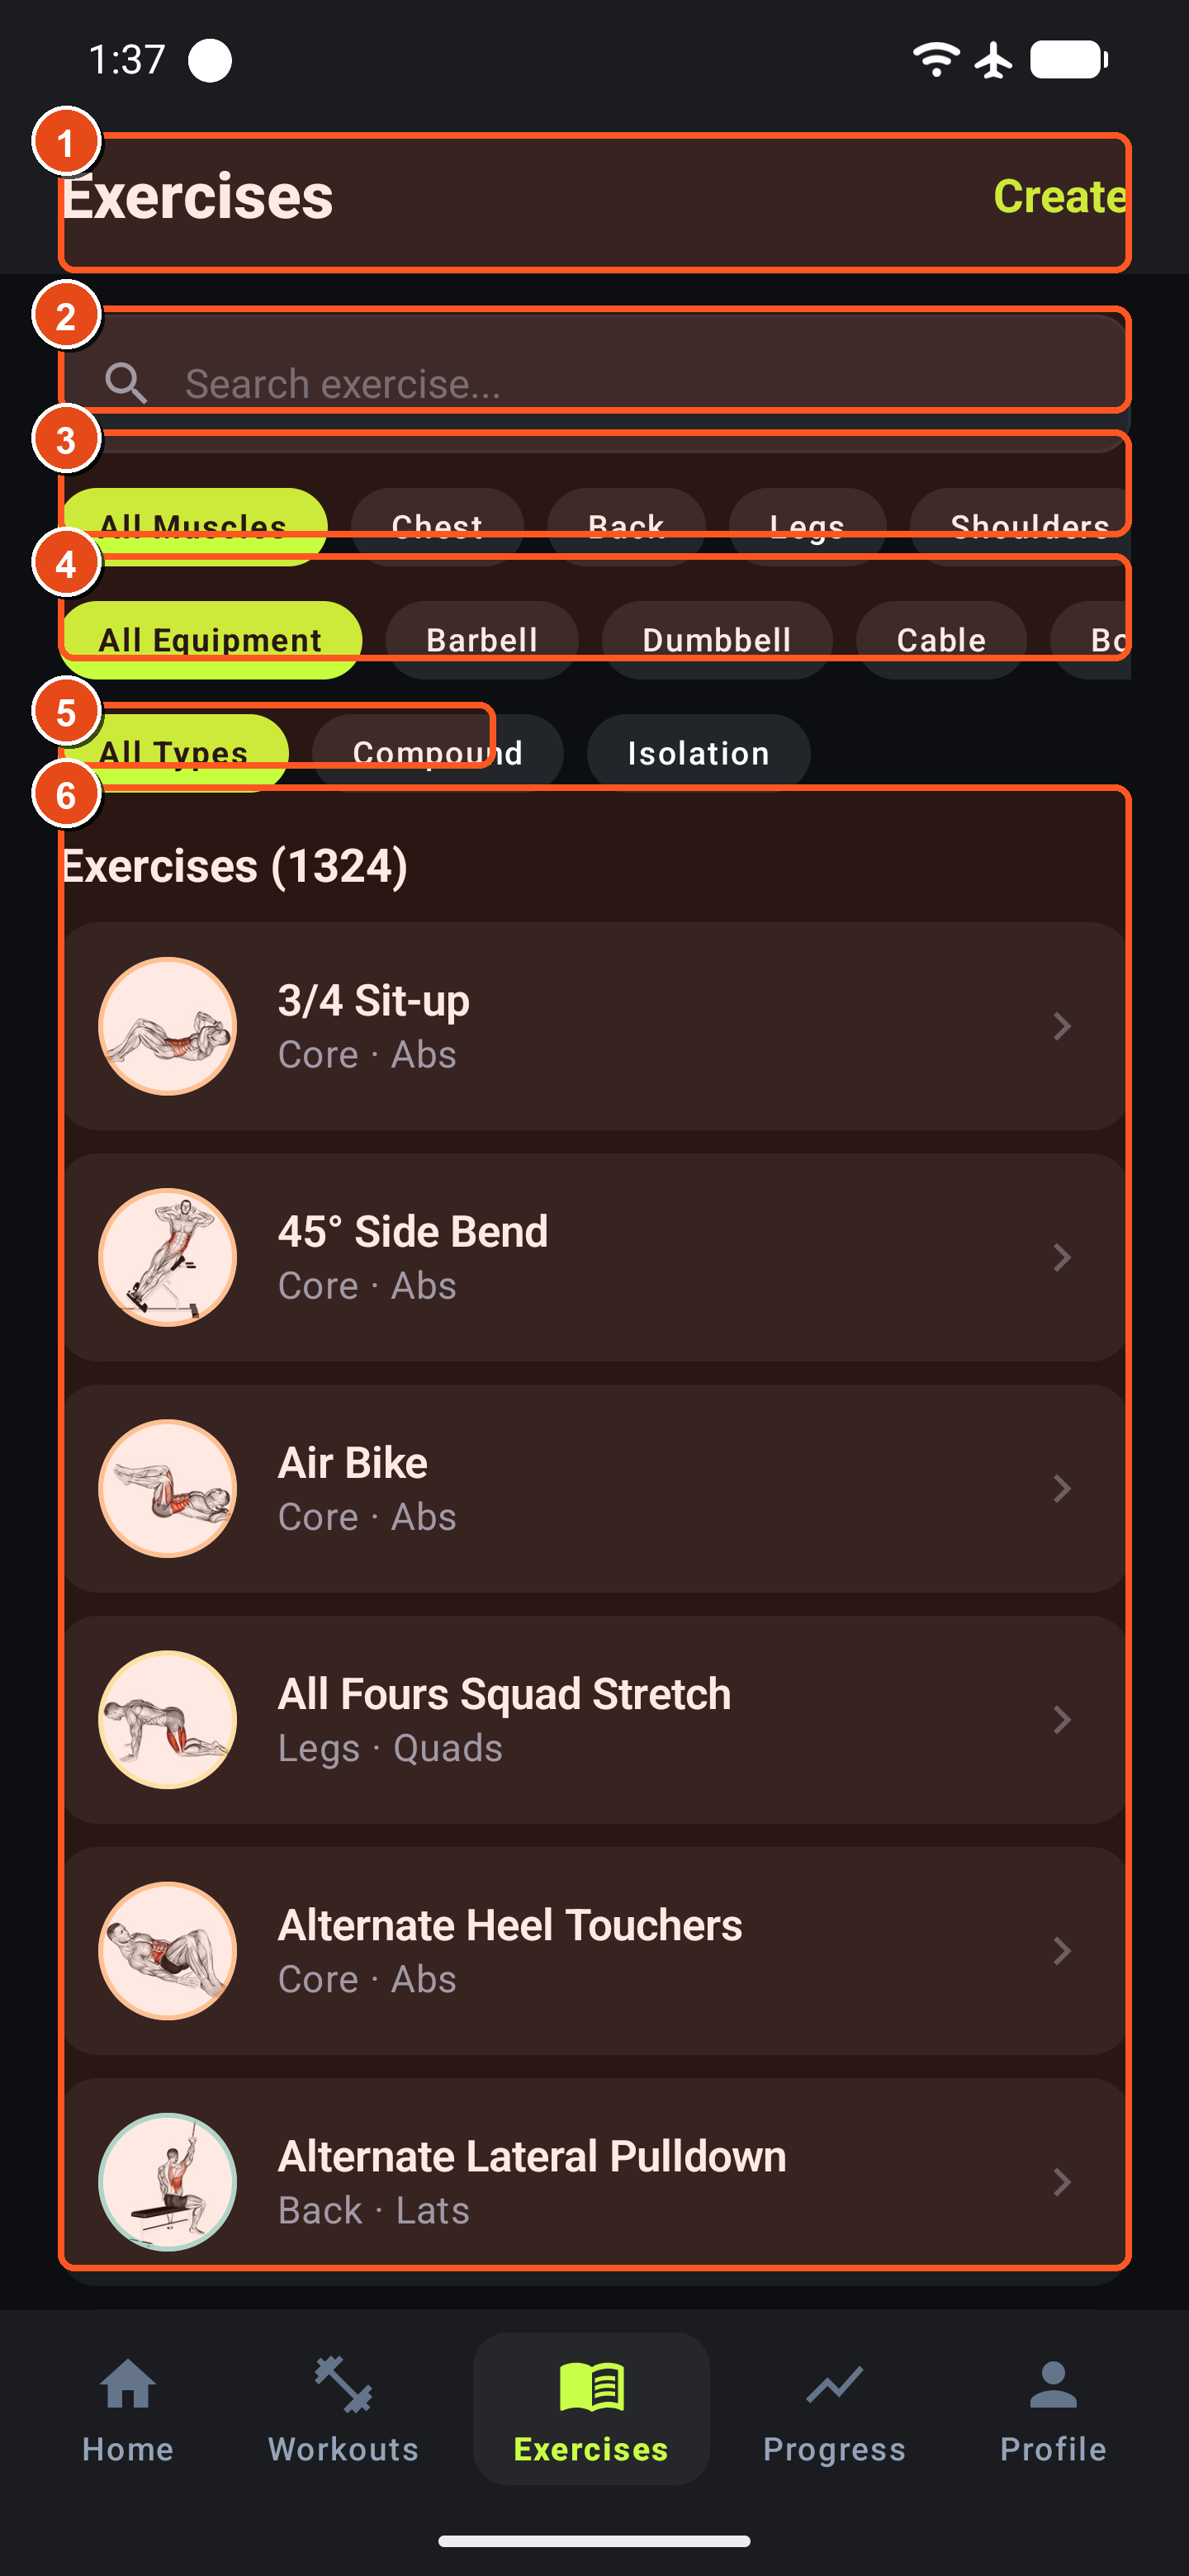 1:37
1
Exercises Create
2
Search exercise...
3
All Muscles Chest Back Legs Shoulders
4
All Equipment Barbell Dumbbell Cable Bo
5
All Types Compound Isolation
6
Exercises (1324)
3/4 Sit-up
Core · Abs
45° Side Bend
Core · Abs
Air Bike
Core · Abs
All Fours Squad Stretch
Legs · Quads
Alternate Heel Touchers
Core · Abs
Alternate Lateral Pulldown
Back · Lats
Home Workouts Exercises Progress Profile